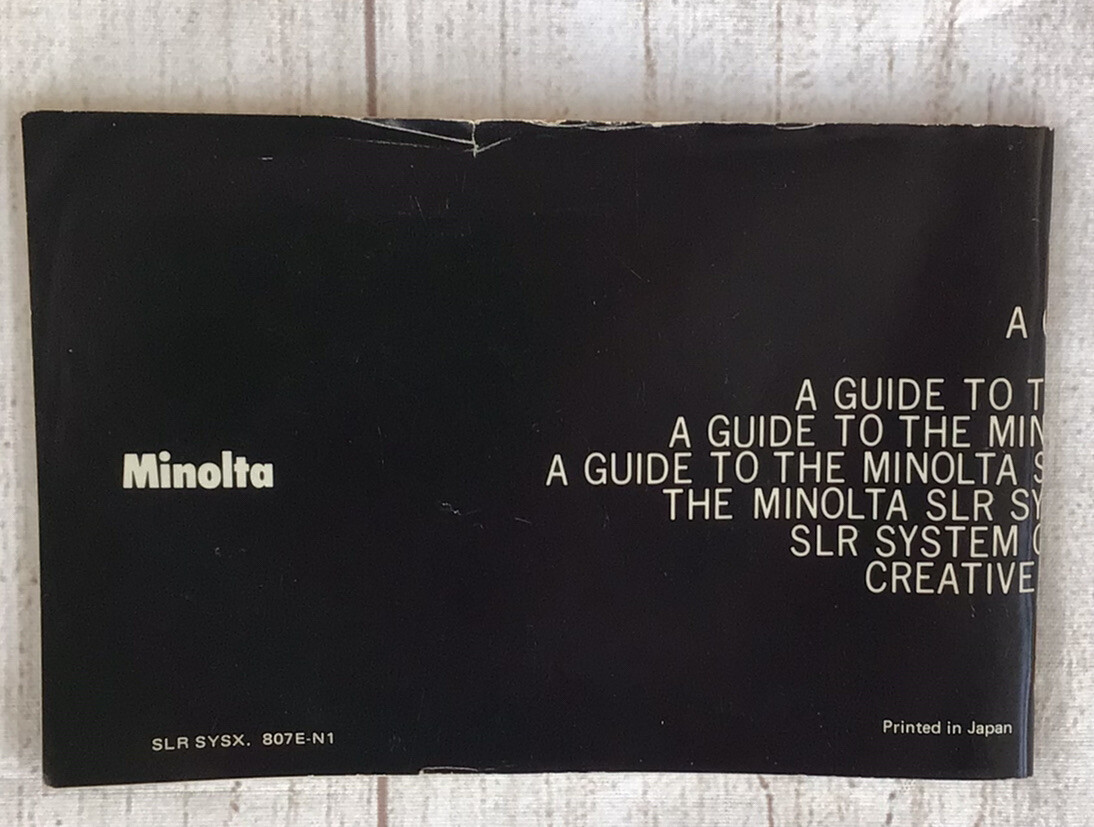 A
A GUIDE TO T
A GUIDE TO THE MIN
A GUIDE TO THE MINOLTA S
THE MINOLTA SLR SY
SLR SYSTEM
CREATIVE
Minolta
SLR SYSX. 807E-N1
Printed in Japan